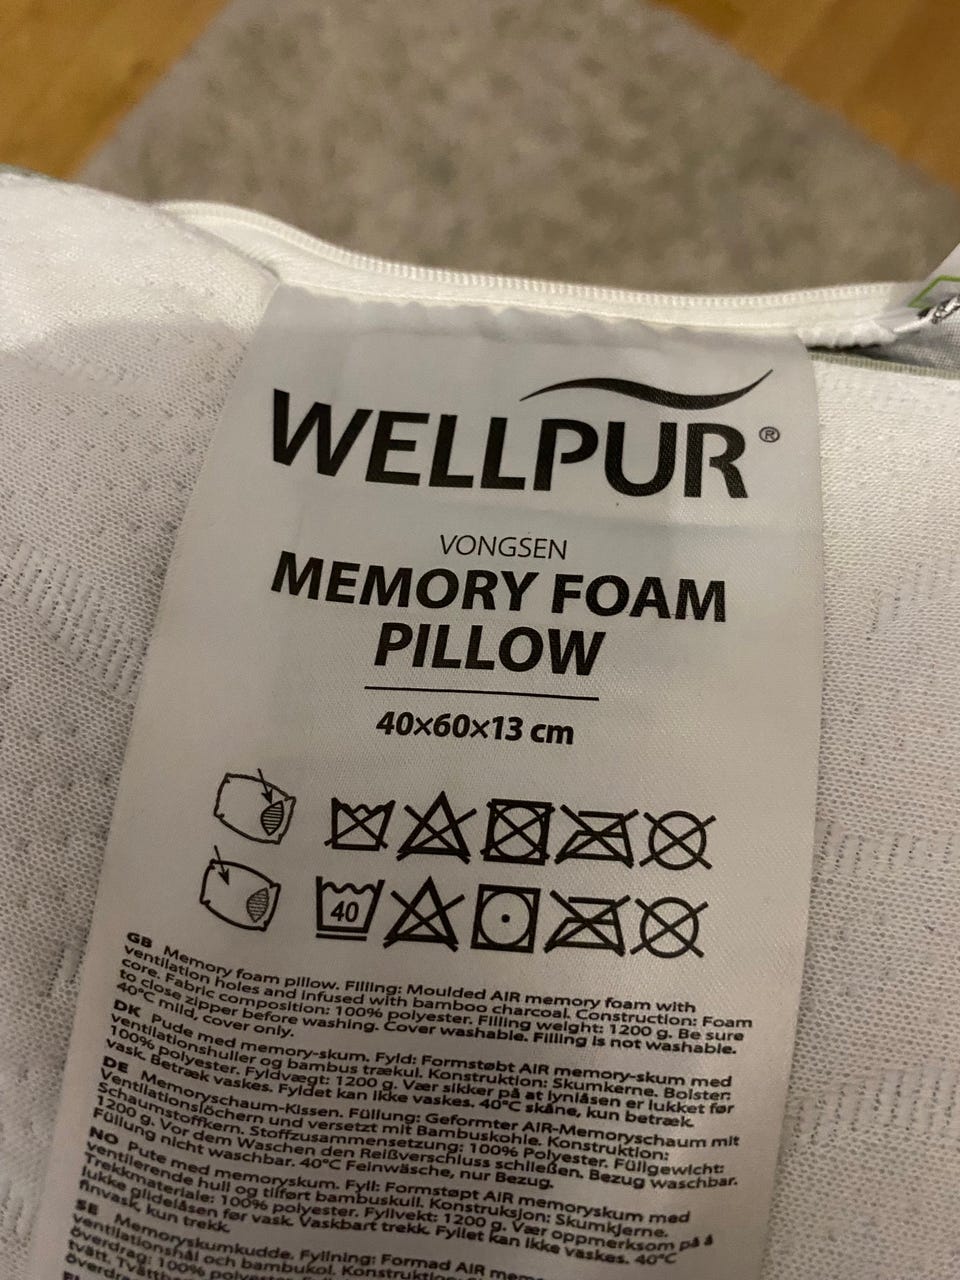 WELLPUR®
VONGSEN
MEMORY FOAM
PILLOW
40×60×13 cm
40
GB Memory foam pillow. Filling: Moulded AIR memory foam with
ventilation holes and infused with bamboo charcoal. Construction: Foam
core. Fabric composition: 100% polyester. Filling weight: 1200 g. Be sure
to close zipper before washing. Cover washable. Filling is not washable.
40°C mild, cover only.
DK Pude med memory-skum. Fyld: Formstøbt AIR memory-skum med
ventilationshuller og bambus trækul. Konstruktion: Skumkerne. Bolster:
100% polyester. Fyldvægt: 1200 g. Vær sikker på at lynlåsen er lukket før
vask. Betræk vaskes. Fyldet kan ikke vaskes. 40°C skåne, kun betræk.
DE Memoryschaum-Kissen. Füllung: Geformter AIR-Memoryschaum mit
Ventilationslöchern und versetzt mit Bambuskohle. Konstruktion:
Schaumstoffkern. Stoffzusammensetzung: 100% Polyester. Füllgewicht:
1200 g. Vor dem Waschen den Reißverschluss schließen. Bezug waschbar.
Füllung nicht waschbar. 40°C Feinwäsche, nur Bezug.
NO Pute med memoryskum. Fyll: Formstøpt AIR memoryskum med
ventilerende hull og tilført bambuskull. Konstruksjon: Skumkjerne.
Trekkmateriale: 100% polyester. Fyllvekt: 1200 g. Vær oppmerksom på å
lukke glidelåsen før vask. Vaskbart trekk. Fyllet kan ikke vaskes. 40°C
finvask, kun trekk.
SE Memoryskumkudde. Fyllning: Formad AIR
ventilationshål och bambukol.
överdrag: 100%
tvätt.